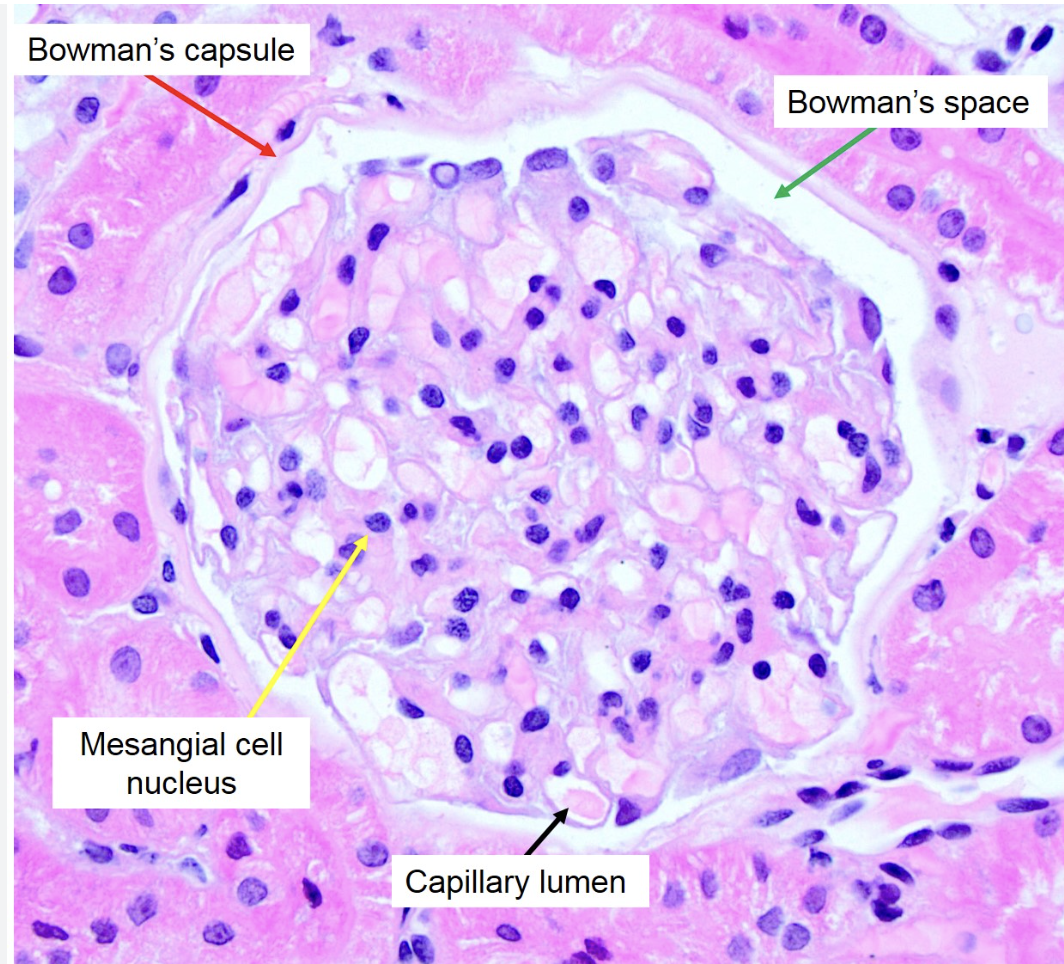 Bowman’s capsule
Bowman’s space
Mesangial cell
nucleus
Capillary lumen